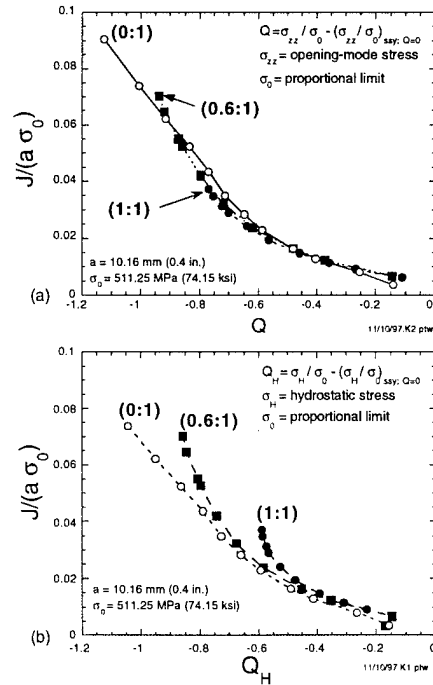 0.1
(0:1)
Q = σzz / σ0 - (σzz / σ0)ssy; Q=0
σzz = opening-mode stress
σ0 = proportional limit
0.08
(0.6:1)
0.06
J/(a σ0)
0.04
(1:1)
0.02
a = 10.16 mm (0.4 in.)
σ0 = 511.25 MPa (74.15 ksi)
0
(a)
-1.2 -1 -0.8 -0.6 -0.4 -0.2 0
Q
11/10/97.K2 ptw
0.1
QH = σH / σ0 - (σH / σ0)ssy; Q=0
σH = hydrostatic stress
σ0 = proportional limit
(0:1)
(0.6:1)
0.08
0.06
J/(a σ0)
(1:1)
0.04
0.02
a = 10.16 mm (0.4 in.)
σ0 = 511.25 MPa (74.15 ksi)
0
(b)
-1.2 -1 -0.8 -0.6 -0.4 -0.2 0
QH
11/10/97 K1 ptw